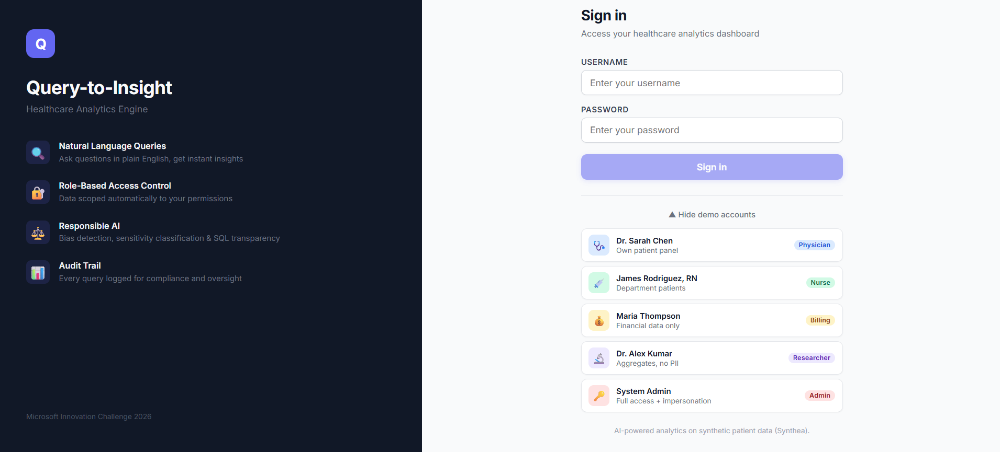 Q
Query-to-Insight
Healthcare Analytics Engine
Natural Language Queries
Ask questions in plain English, get instant insights
Role-Based Access Control
Data scoped automatically to your permissions
Responsible AI
Bias detection, sensitivity classification & SQL transparency
Audit Trail
Every query logged for compliance and oversight
Microsoft Innovation Challenge 2026
Sign in
Access your healthcare analytics dashboard
USERNAME
Enter your username
PASSWORD
Enter your password
Sign in
▲ Hide demo accounts
Dr. Sarah Chen
Own patient panel
Physician
James Rodriguez, RN
Department patients
Nurse
Maria Thompson
Financial data only
Billing
Dr. Alex Kumar
Aggregates, no PII
Researcher
System Admin
Full access + impersonation
Admin
AI-powered analytics on synthetic patient data (Synthea).